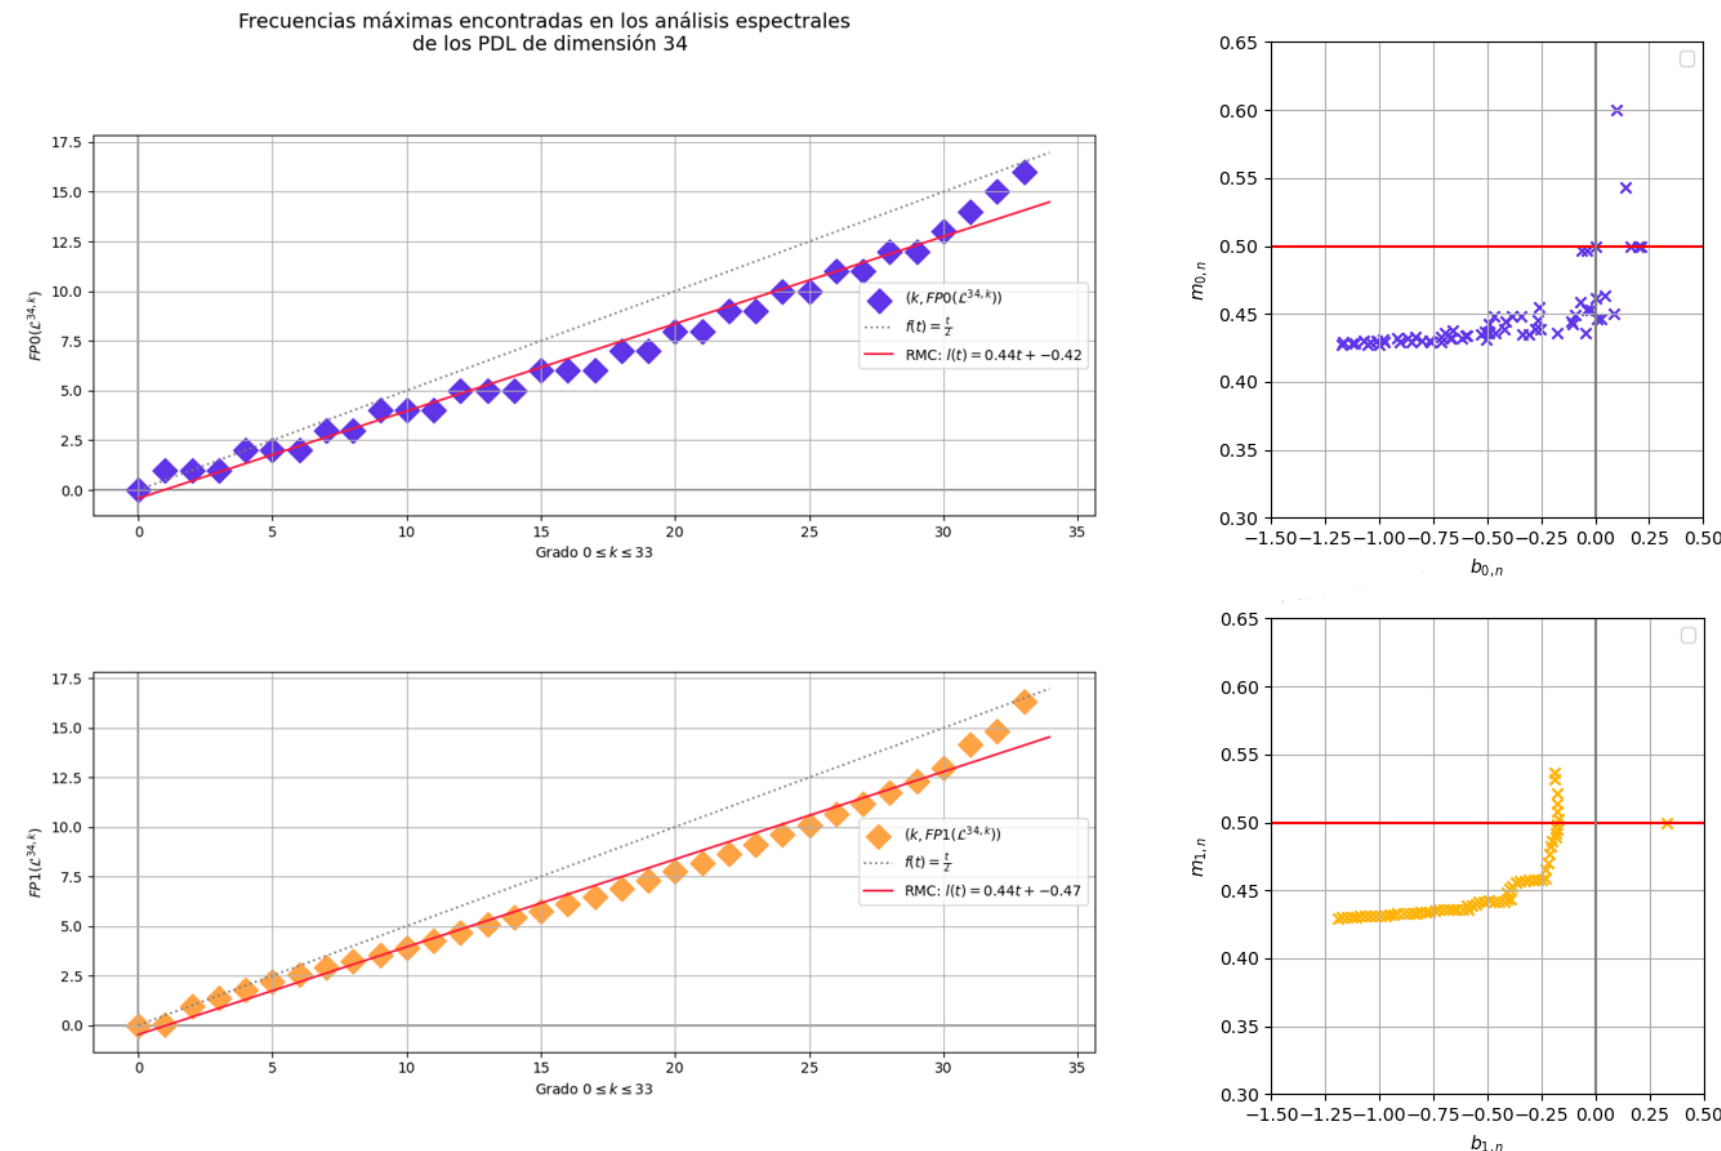 Frecuencias máximas encontradas en los análisis espectrales
de los PDL de dimensión 34
17.5
15.0
12.5
10.0
7.5
5.0
2.5
0.0
FP0(𝓛^{34,k})
(k, FP0(𝓛^{34,k}))
f(t) = t/2
RMC: l(t) = 0.44t + −0.42
0 5 10 15 20 25 30 35
Grado 0 ≤ k ≤ 33
0.65
0.60
0.55
0.50
0.45
0.40
0.35
0.30
m_{0,n}
−1.50 −1.25 −1.00 −0.75 −0.50 −0.25 0.00 0.25 0.50
b_{0,n}
17.5
15.0
12.5
10.0
7.5
5.0
2.5
0.0
FP1(𝓛^{34,k})
(k, FP1(𝓛^{34,k}))
f(t) = t/2
RMC: l(t) = 0.44t + −0.47
0 5 10 15 20 25 30 35
Grado 0 ≤ k ≤ 33
0.65
0.60
0.55
0.50
0.45
0.40
0.35
0.30
m_{1,n}
−1.50 −1.25 −1.00 −0.75 −0.50 −0.25 0.00 0.25 0.50
b_{1,n}